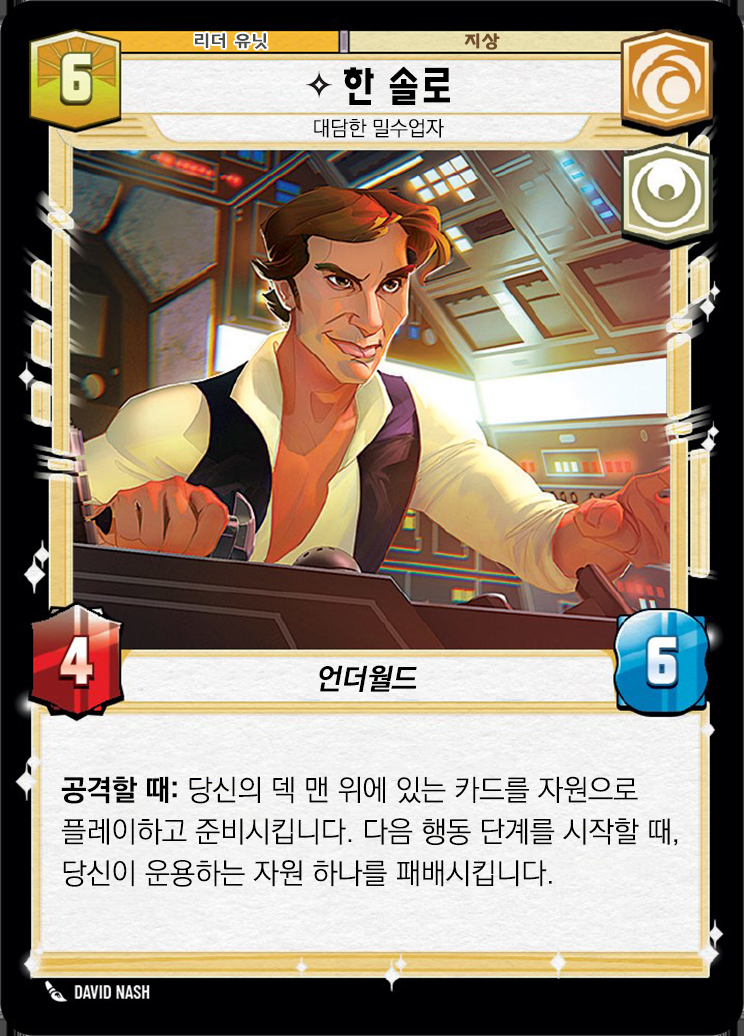 리더 유닛
지상
6
✧ 한 솔로
대담한 밀수업자
4
언더월드
6
공격할 때: 당신의 덱 맨 위에 있는 카드를 자원으로
플레이하고 준비시킵니다. 다음 행동 단계를 시작할 때,
당신이 운용하는 자원 하나를 패배시킵니다.
DAVID NASH